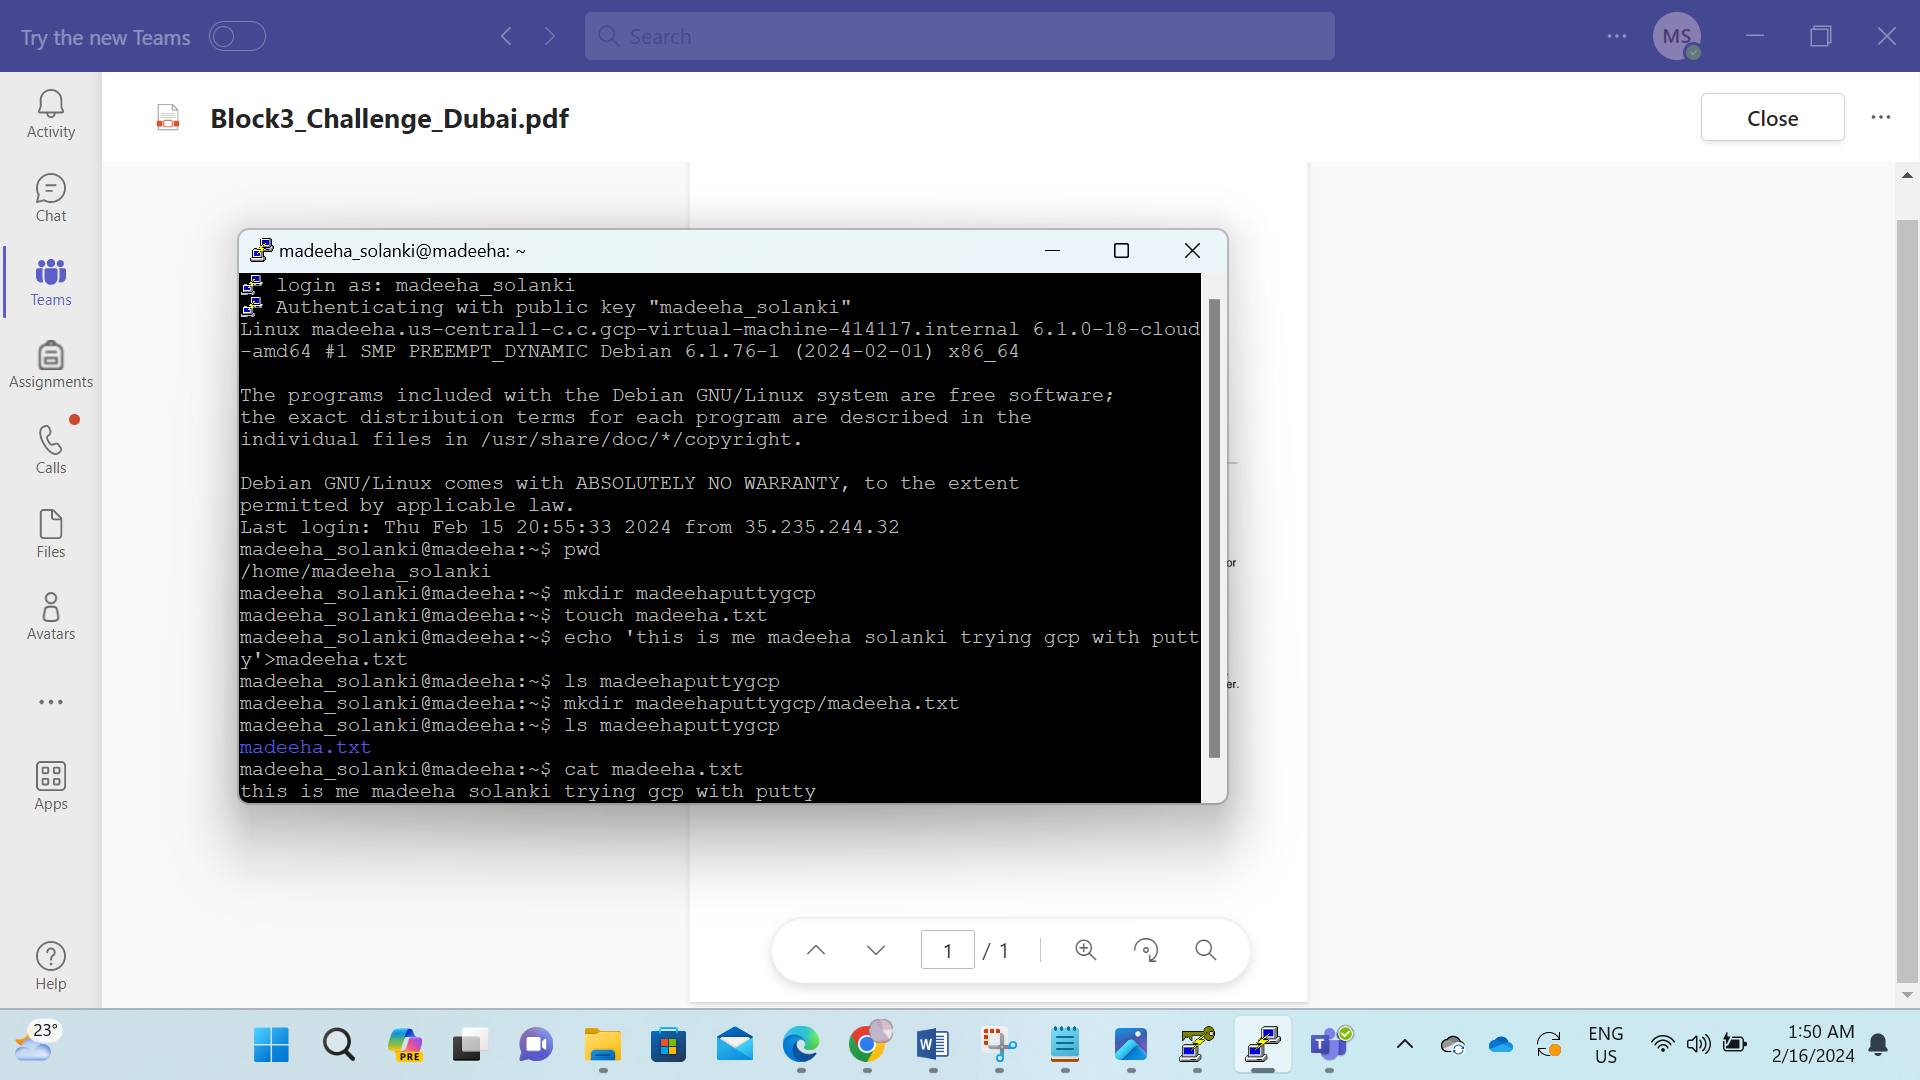 Try the new Teams
Search
MS
Activity
Chat
Teams
Assignments
Calls
Files
Avatars
Apps
Help
Block3_Challenge_Dubai.pdf
Close
madeeha_solanki@madeeha: ~
login as: madeeha_solanki
Authenticating with public key "madeeha_solanki"
Linux madeeha.us-central1-c.c.gcp-virtual-machine-414117.internal 6.1.0-18-cloud
-amd64 #1 SMP PREEMPT_DYNAMIC Debian 6.1.76-1 (2024-02-01) x86_64
The programs included with the Debian GNU/Linux system are free software;
the exact distribution terms for each program are described in the
individual files in /usr/share/doc/*/copyright.
Debian GNU/Linux comes with ABSOLUTELY NO WARRANTY, to the extent
permitted by applicable law.
Last login: Thu Feb 15 20:55:33 2024 from 35.235.244.32
madeeha_solanki@madeeha:~$ pwd
/home/madeeha_solanki
madeeha_solanki@madeeha:~$ mkdir madeehaputtygcp
madeeha_solanki@madeeha:~$ touch madeeha.txt
madeeha_solanki@madeeha:~$ echo 'this is me madeeha solanki trying gcp with putt
y'>madeeha.txt
madeeha_solanki@madeeha:~$ ls madeehaputtygcp
madeeha_solanki@madeeha:~$ mkdir madeehaputtygcp/madeeha.txt
madeeha_solanki@madeeha:~$ ls madeehaputtygcp
madeeha.txt
madeeha_solanki@madeeha:~$ cat madeeha.txt
this is me madeeha solanki trying gcp with putty
or
er.
1 / 1
23°
PRE
W
T
ENG
US
1:50 AM
2/16/2024